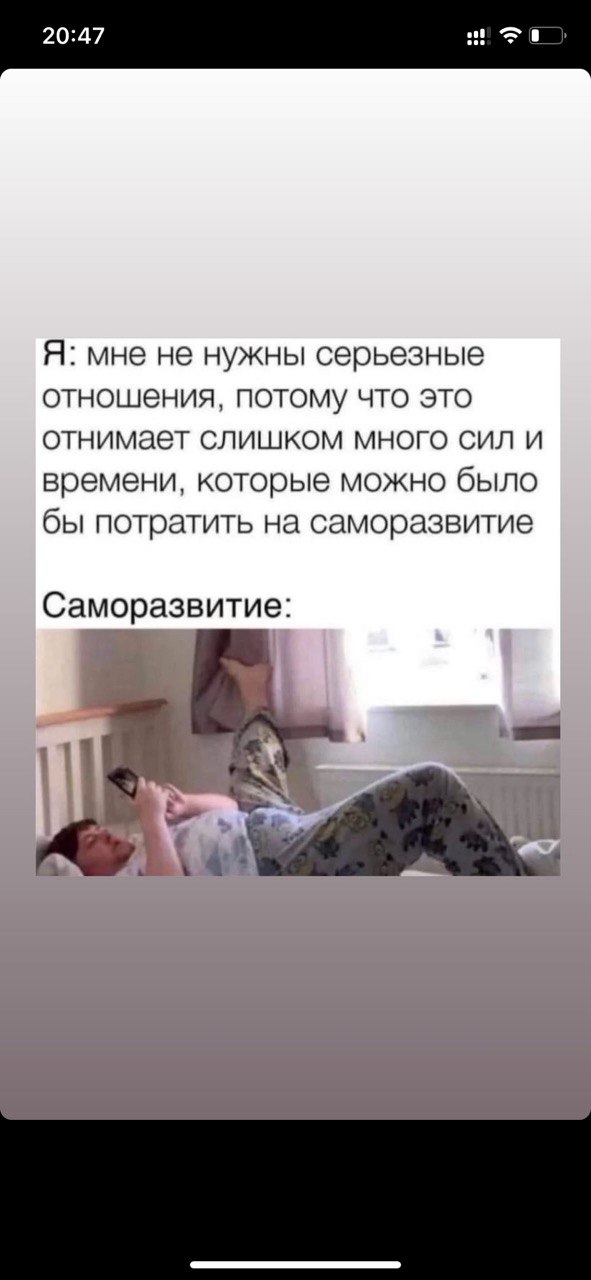 20:47
Я: мне не нужны серьезные
отношения, потому что это
отнимает слишком много сил и
времени, которые можно было
бы потратить на саморазвитие
Саморазвитие: